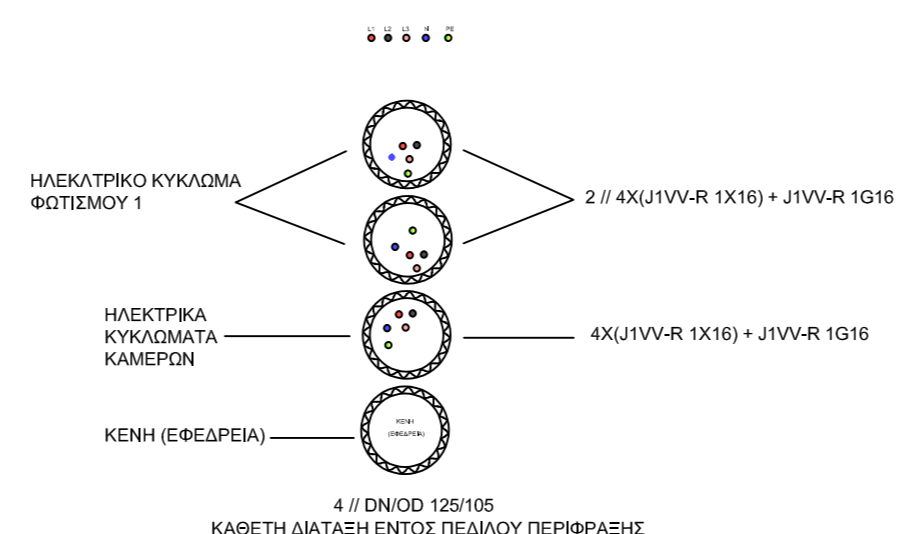 L1 L2 L3 N PE
ΗΛΕΚΛΤΡΙΚΟ ΚΥΚΛΩΜΑ
ΦΩΤΙΣΜΟΥ 1
2 // 4X(J1VV-R 1X16) + J1VV-R 1G16
ΗΛΕΚΤΡΙΚΑ
ΚΥΚΛΩΜΑΤΑ
ΚΑΜΕΡΩΝ
4X(J1VV-R 1X16) + J1VV-R 1G16
ΚΕΝΗ (ΕΦΕΔΡΕΙΑ)
ΚΕΝΗ
(ΕΦΕΔΡΕΙΑ)
4 // DN/OD 125/105
ΚΑΘΕΤΗ ΔΙΑΤΑΞΗ ΕΝΤΟΣ ΠΕΔΙΛΟΥ ΠΕΡΙΦΡΑΞΗΣ